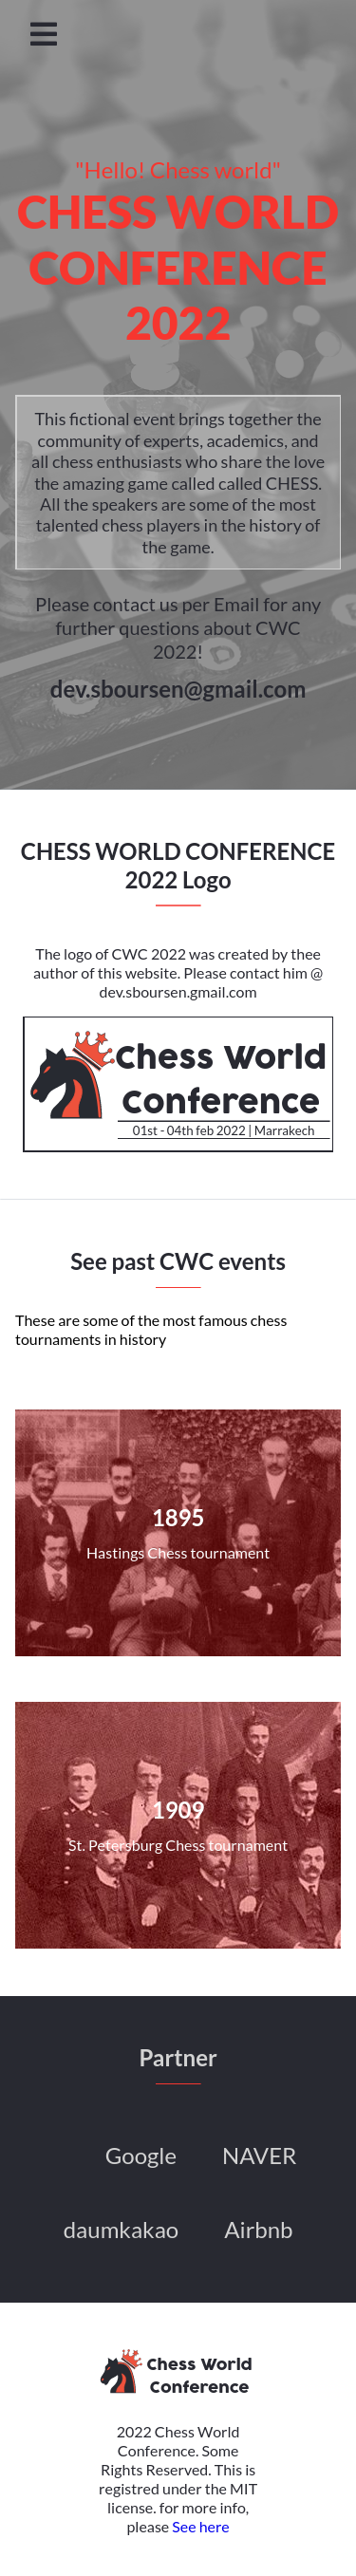 "Hello! Chess world"
CHESS WORLD
CONFERENCE
2022
This fictional event brings together the
community of experts, academics, and
all chess enthusiasts who share the love
the amazing game called called CHESS.
All the speakers are some of the most
talented chess players in the history of
the game.
Please contact us per Email for any
further questions about CWC
2022!
dev.sboursen@gmail.com
CHESS WORLD CONFERENCE
2022 Logo
The logo of CWC 2022 was created by thee
author of this website. Please contact him @
dev.sboursen.gmail.com
Chess World
Conference
01st - 04th feb 2022 | Marrakech
See past CWC events
These are some of the most famous chess
tournaments in history
1895
Hastings Chess tournament
1909
St. Petersburg Chess tournament
Partner
Google NAVER
daumkakao Airbnb
Chess World
Conference
2022 Chess World
Conference. Some
Rights Reserved. This is
registred under the MIT
license. for more info,
please See here